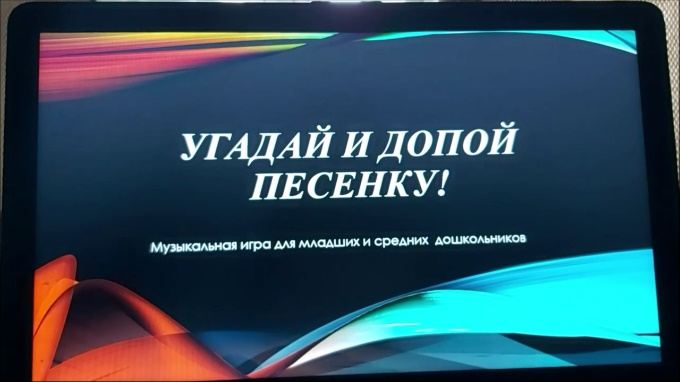 УГАДАЙ И ДОПОЙ
ПЕСЕНКУ!
Музыкальная игра для младших и средних дошкольников